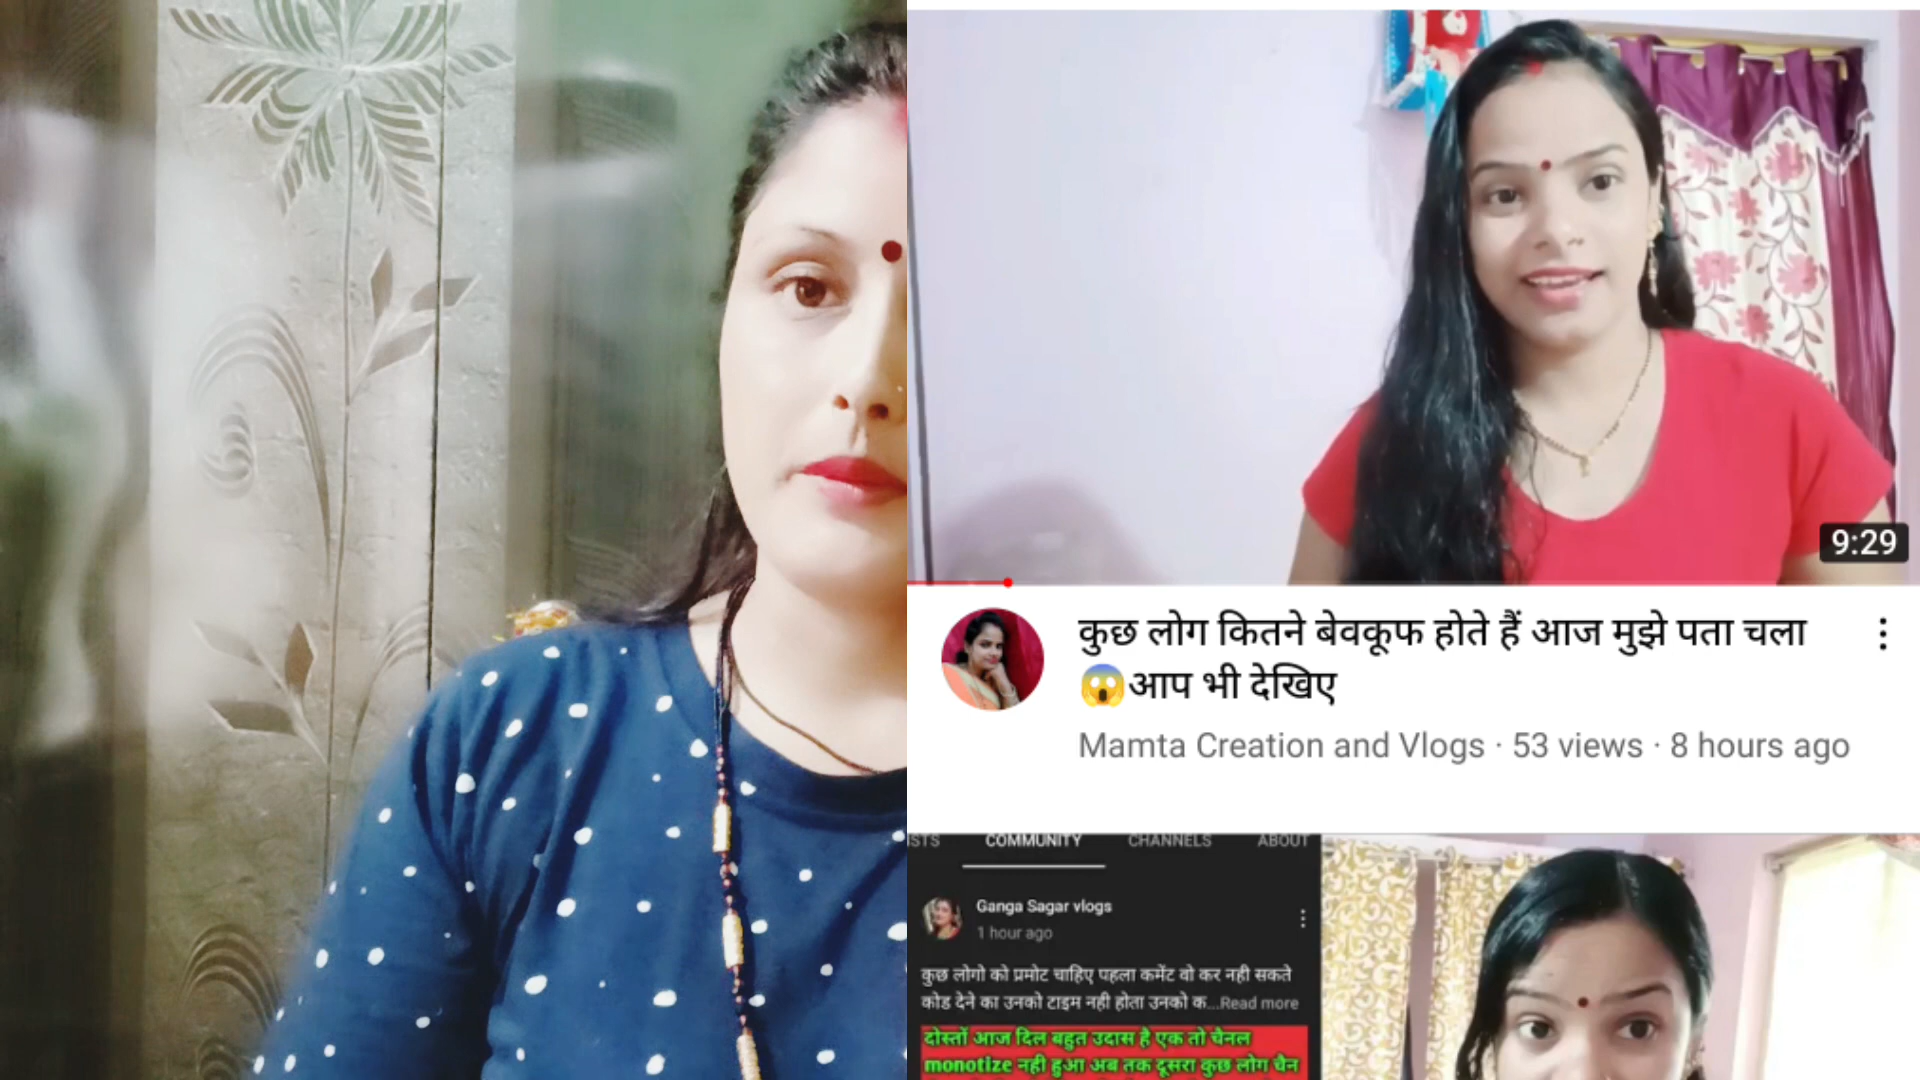 9:29
कुछ लोग कितने बेवकूफ होते हैं आज मुझे पता चला
😱आप भी देखिए
Mamta Creation and Vlogs · 53 views · 8 hours ago
ISTS COMMUNITY CHANNELS ABOUT
Ganga Sagar vlogs
1 hour ago
कुछ लोगो को प्रमोट चाहिए पहला कमेंट वो कर नही सकते
कोड देने का उनको टाइम नही होता उनको क...Read more
दोस्तों आज दिल बहुत उदास है एक तो चैनल
monotize नही हुआ अब तक दूसरा कुछ लोग चैन